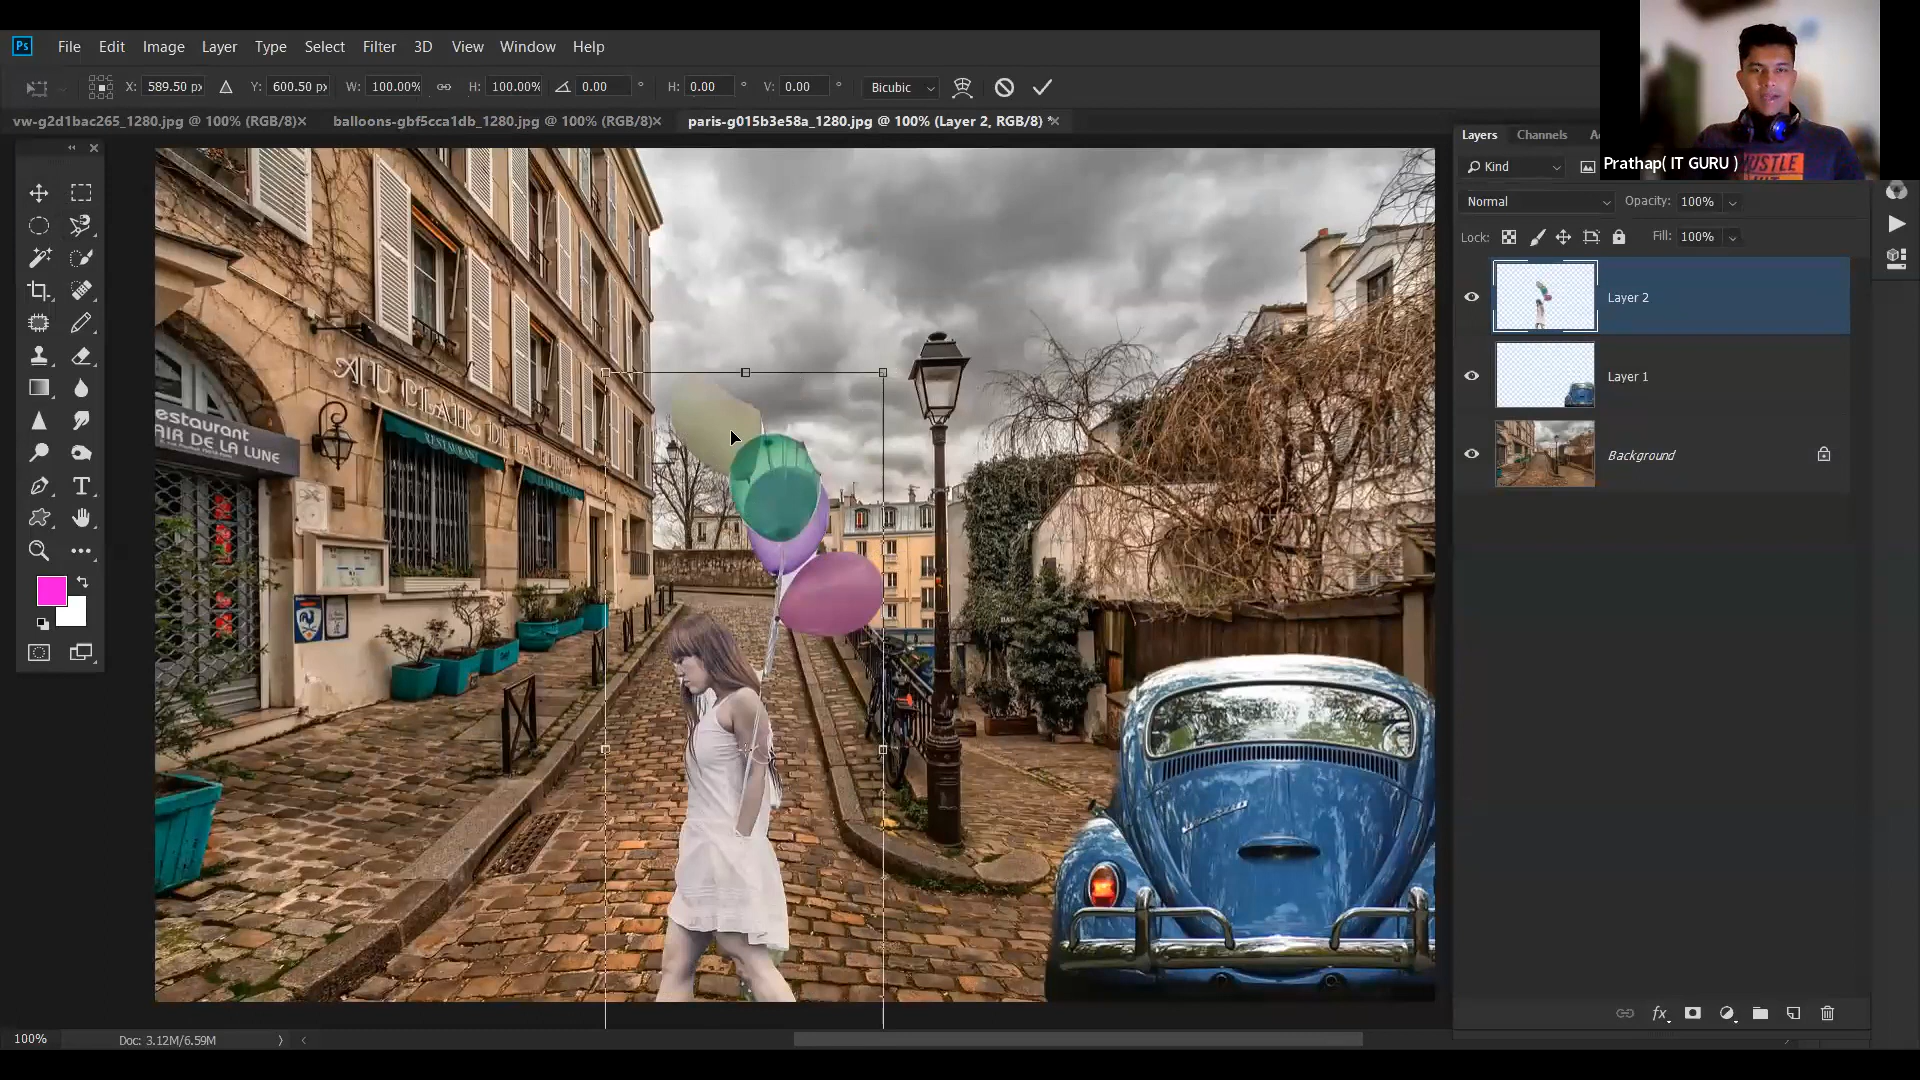 Ps File Edit Image Layer Type Select Filter 3D View Window Help
X: 589.50 px Y: 600.50 px W: 100.00% H: 100.00% 0.00 ° H: 0.00 ° V: 0.00 ° Bicubic
vw-g2d1bac265_1280.jpg @ 100% (RGB/8) balloons-gbf5cca1db_1280.jpg @ 100% (RGB/8) paris-g015b3e58a_1280.jpg @ 100% (Layer 2, RGB/8) *
Layers Channels A
Prathap( IT GURU )
HUSTLE
Kind
Normal Opacity: 100%
Lock: Fill: 100%
Layer 2
Layer 1
Background
AU CLAIR DE LA LUNE
RESTAURANT
restaurant
AIR DE LA LUNE
T
100% Doc: 3.12M/6.59M
fx